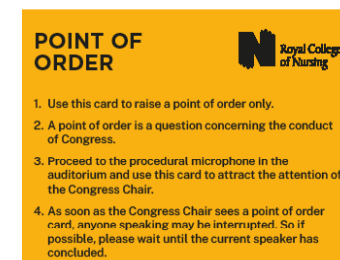 POINT OF
ORDER
Royal College
of Nursing
1. Use this card to raise a point of order only.
2. A point of order is a question concerning the conduct
of Congress.
3. Proceed to the procedural microphone in the
auditorium and use this card to attract the attention of
the Congress Chair.
4. As soon as the Congress Chair sees a point of order
card, anyone speaking may be interrupted. So if
possible, please wait until the current speaker has
concluded.